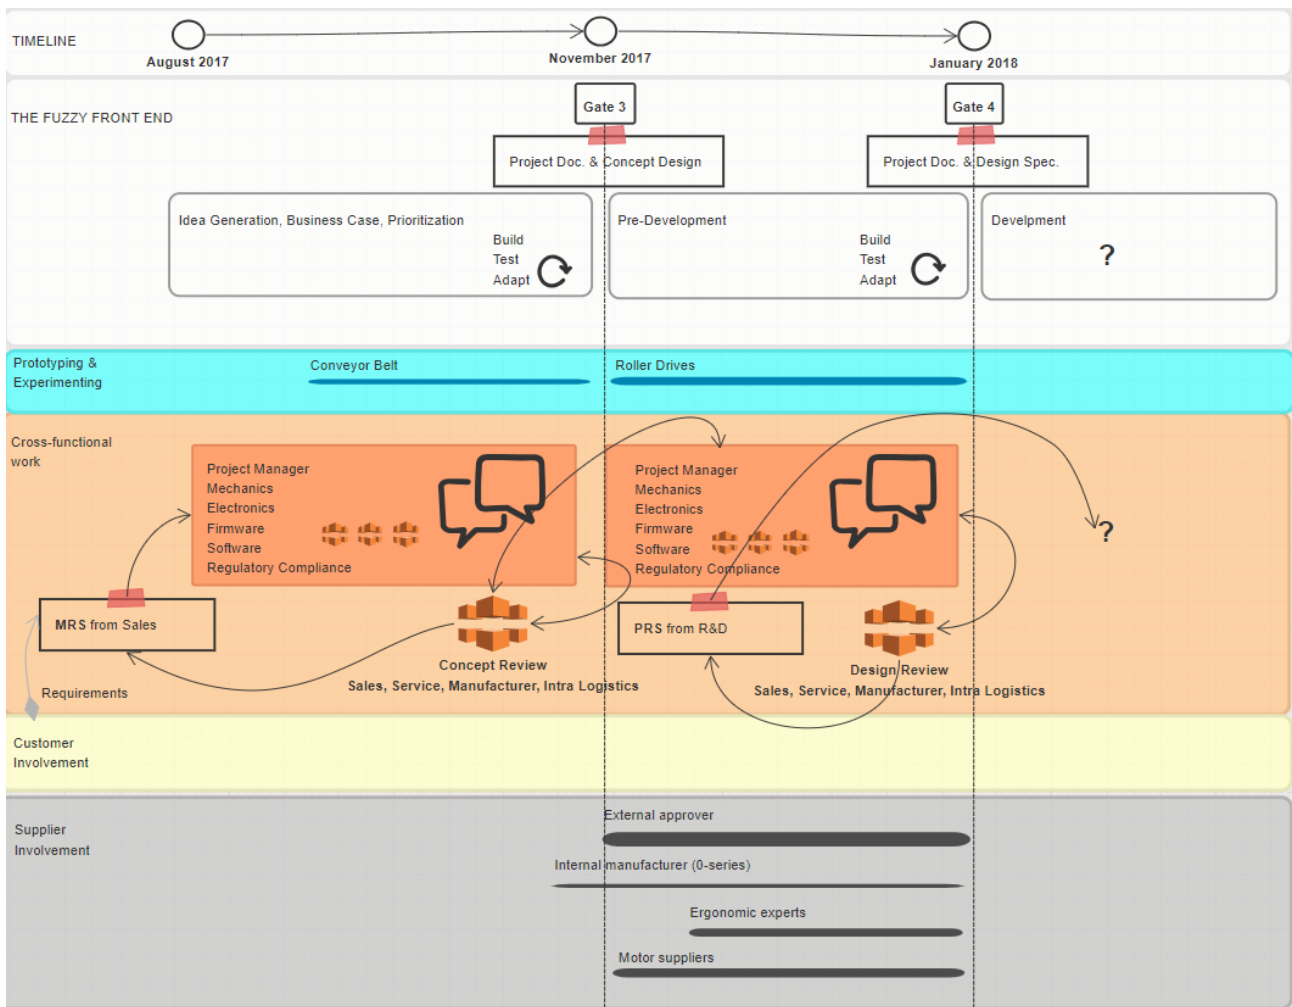 TIMELINE
August 2017
November 2017
January 2018
THE FUZZY FRONT END
Gate 3
Gate 4
Project Doc. & Concept Design
Project Doc. & Design Spec.
Idea Generation, Business Case, Prioritization
Build
Test
Adapt
Pre-Development
Build
Test
Adapt
Develpment
?
Prototyping &
Experimenting
Conveyor Belt
Roller Drives
Cross-functional
work
Project Manager
Mechanics
Electronics
Firmware
Software
Regulatory Compliance
Project Manager
Mechanics
Electronics
Firmware
Software
Regulatory Compliance
?
MRS from Sales
Concept Review
Sales, Service, Manufacturer, Intra Logistics
PRS from R&D
Design Review
Sales, Service, Manufacturer, Intra Logistics
Requirements
Customer
Involvement
Supplier
Involvement
External approver
Internal manufacturer (0-series)
Ergonomic experts
Motor suppliers